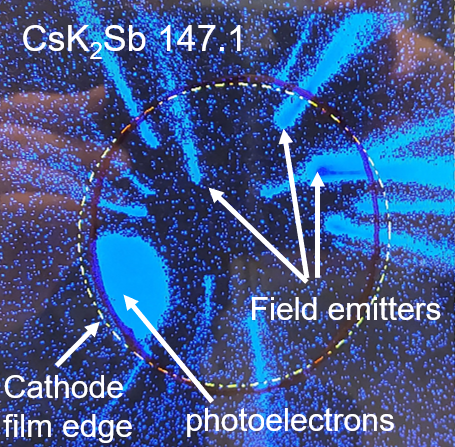 CsK₂Sb 147.1
Field emitters
Cathode
film edge
photoelectrons